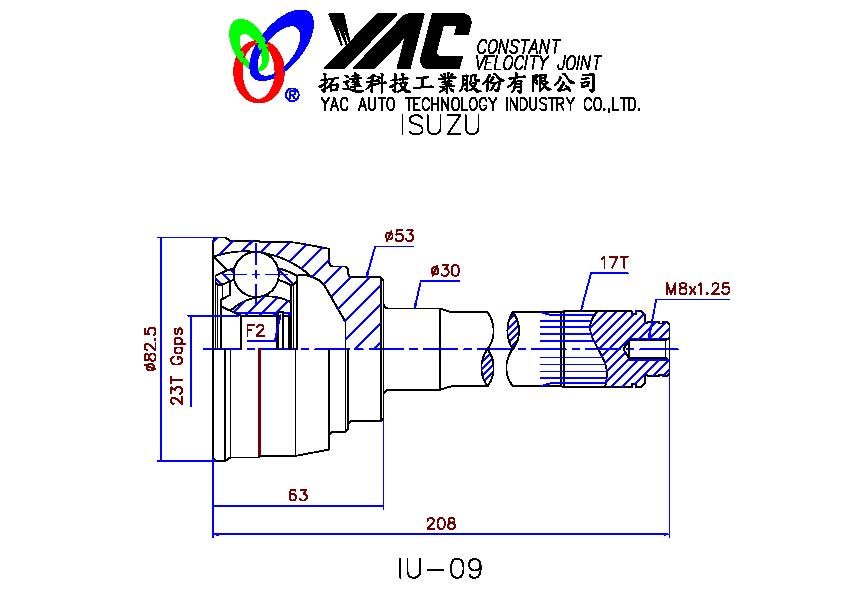 YAC CONSTANT
VELOCITY JOINT
®
拓達科技工業股份有限公司
YAC AUTO TECHNOLOGY INDUSTRY CO.,LTD.
ISUZU
ø53
ø30
17T
M8x1.25
F2
ø82.5
23T Gaps
63
208
IU-09